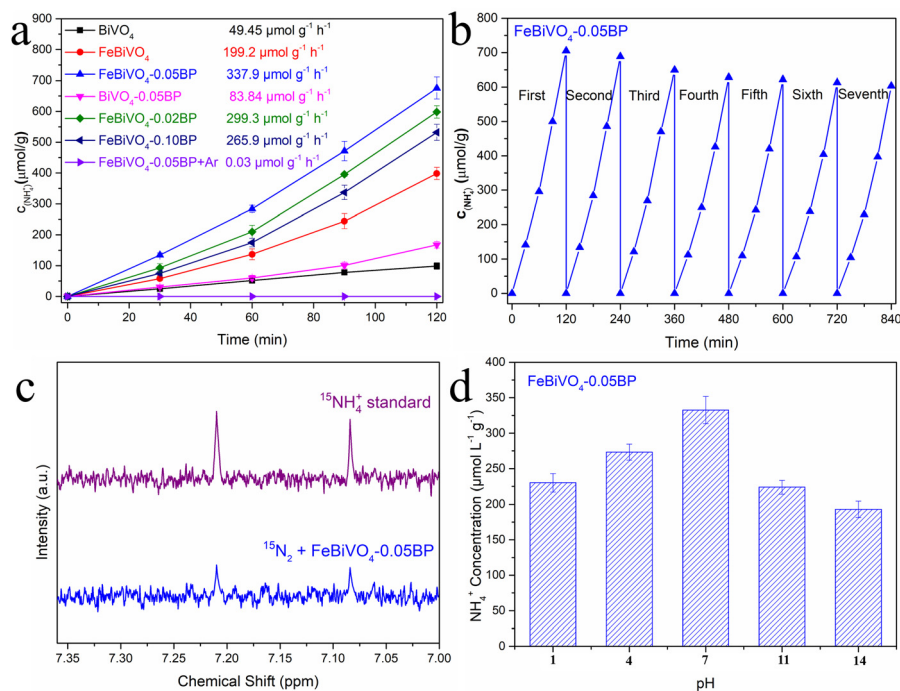 a
BiVO₄ 49.45 μmol g⁻¹ h⁻¹
FeBiVO₄ 199.2 μmol g⁻¹ h⁻¹
FeBiVO₄-0.05BP 337.9 μmol g⁻¹ h⁻¹
BiVO₄-0.05BP 83.84 μmol g⁻¹ h⁻¹
FeBiVO₄-0.02BP 299.3 μmol g⁻¹ h⁻¹
FeBiVO₄-0.10BP 265.9 μmol g⁻¹ h⁻¹
FeBiVO₄-0.05BP+Ar 0.03 μmol g⁻¹ h⁻¹
c(NH₄⁺)(μmol/g)
900
800
700
600
500
400
300
200
100
0
0 20 40 60 80 100 120
Time (min)
b
FeBiVO₄-0.05BP
First Second Third Fourth Fifth Sixth Seventh
c(NH₄⁺) (μmol/g)
800
700
600
500
400
300
200
100
0
0 120 240 360 480 600 720 840
Time (min)
c
¹⁵NH₄⁺ standard
¹⁵N₂ + FeBiVO₄-0.05BP
Intensity (a.u.)
7.35 7.30 7.25 7.20 7.15 7.10 7.05 7.00
Chemical Shift (ppm)
d
FeBiVO₄-0.05BP
NH₄⁺ Concentration (μmol L⁻¹ g⁻¹)
400
350
300
250
200
150
100
50
0
1 4 7 11 14
pH